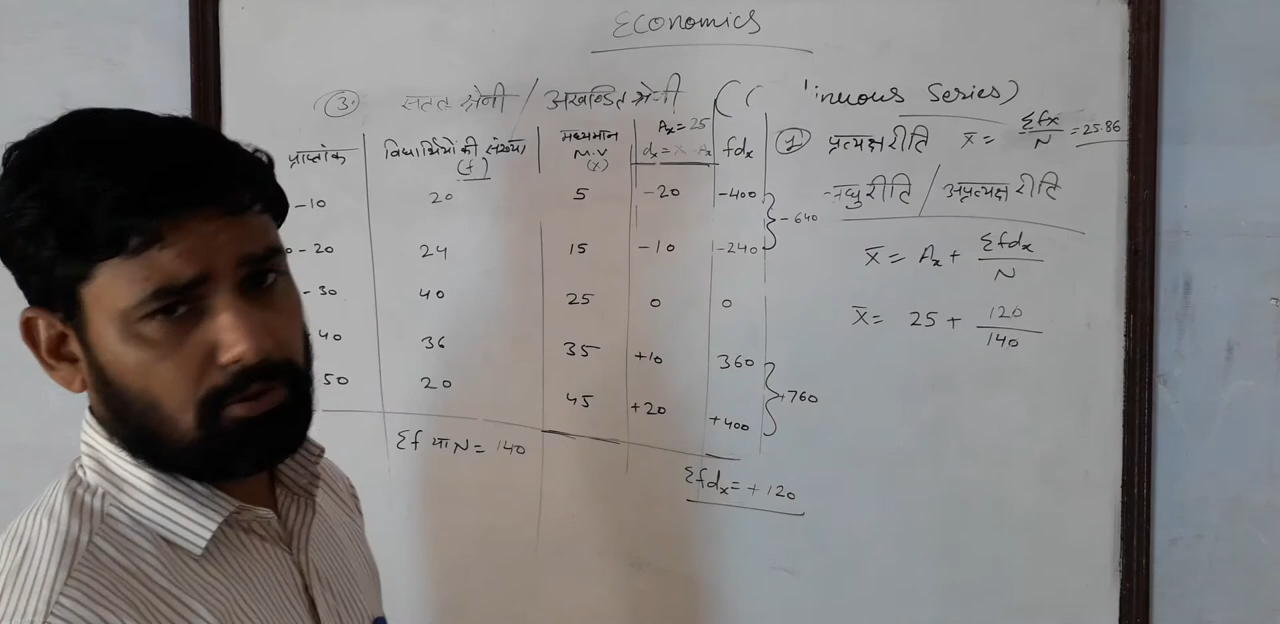 Economics
③. सतत श्रेणी / अखण्डित श्रेणी ( inuous Series)
प्राप्तांक विद्यार्थियों की संख्या (f) मध्यमान M.V (x) Ax = 25 dx = X - Ax fdx
-10 20 5 -20 -400
0 - 20 24 15 -10 -240
- 30 40 25 0 0
40 36 35 +10 360
50 20 45 +20 +400
-640
+760
Σf या N = 140
Σfdx = + 120
① प्रत्यक्ष रीति x̄ = Σfx / N = 25.86
लघु रीति / अप्रत्यक्ष रीति
x̄ = Ax + Σfdx / N
x̄ = 25 + 120 / 140